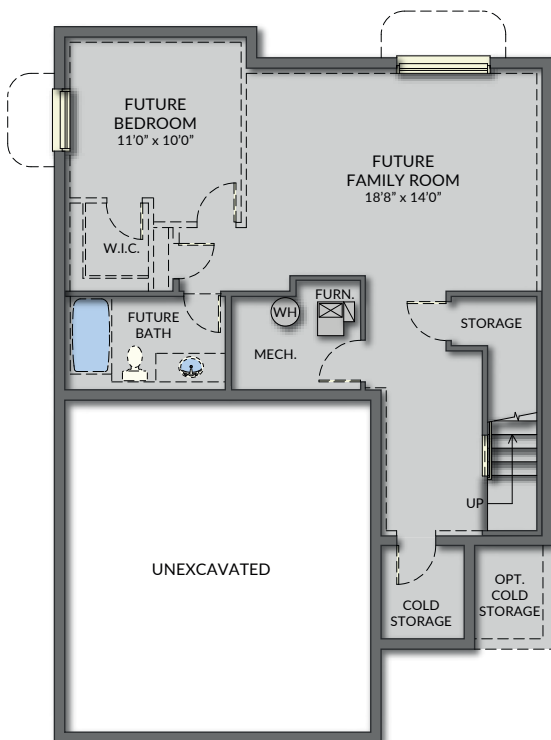 FUTURE
BEDROOM
11'0" x 10'0"
FUTURE
FAMILY ROOM
18'8" x 14'0"
W.I.C.
FUTURE
BATH
WH
FURN.
MECH.
STORAGE
UP
UNEXCAVATED
COLD
STORAGE
OPT.
COLD
STORAGE